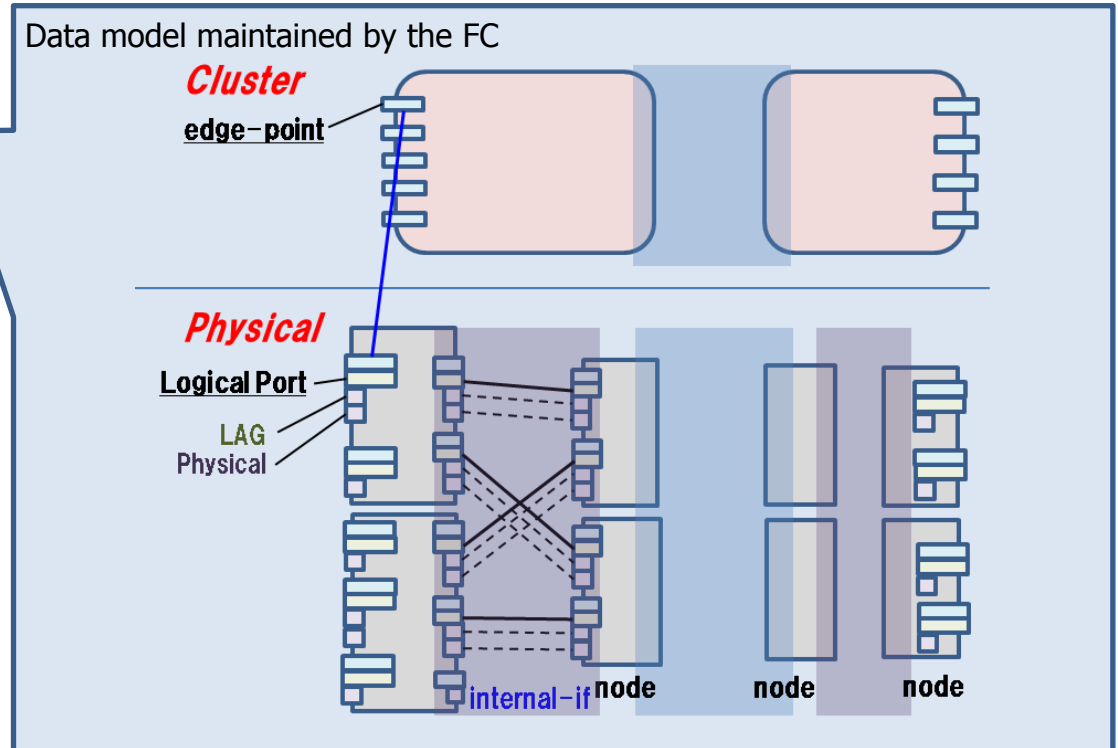 Data model maintained by the FC
Cluster
edge-point
Physical
Logical Port
LAG
Physical
internal-if
node
node
node